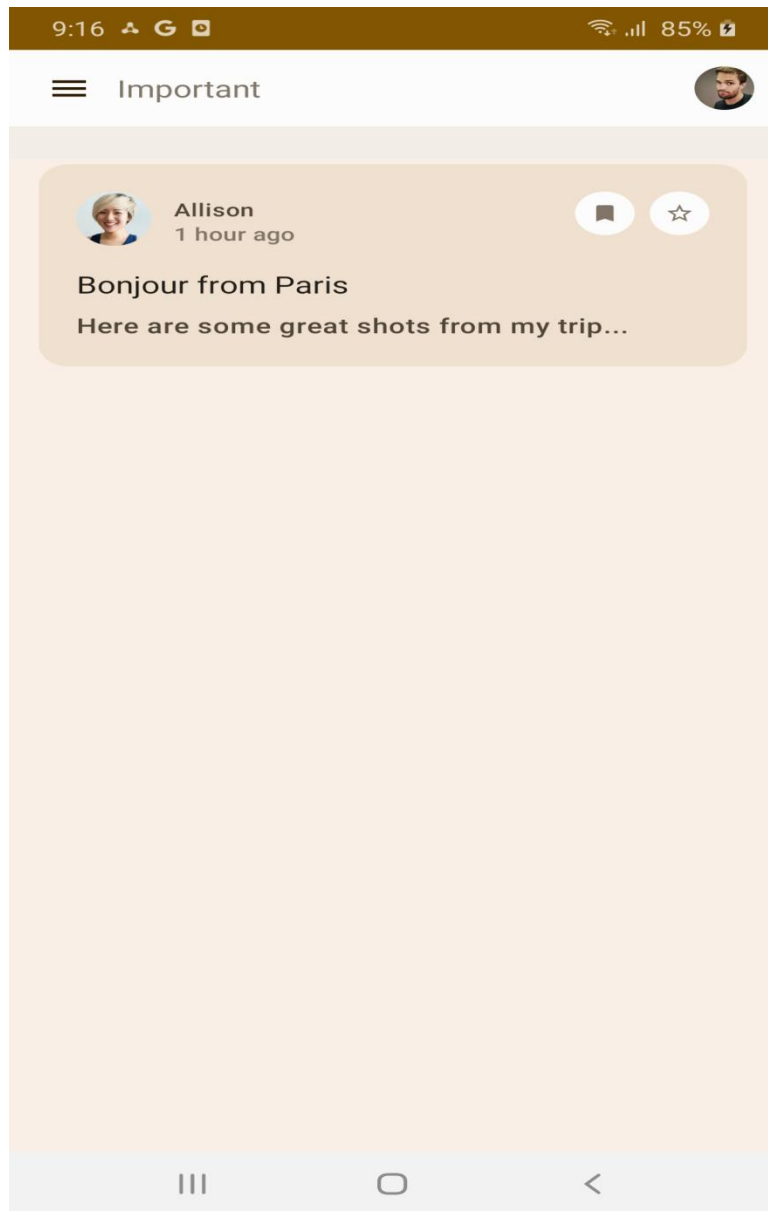 9:16 G 85%
Important
Allison
1 hour ago
Bonjour from Paris
Here are some great shots from my trip...